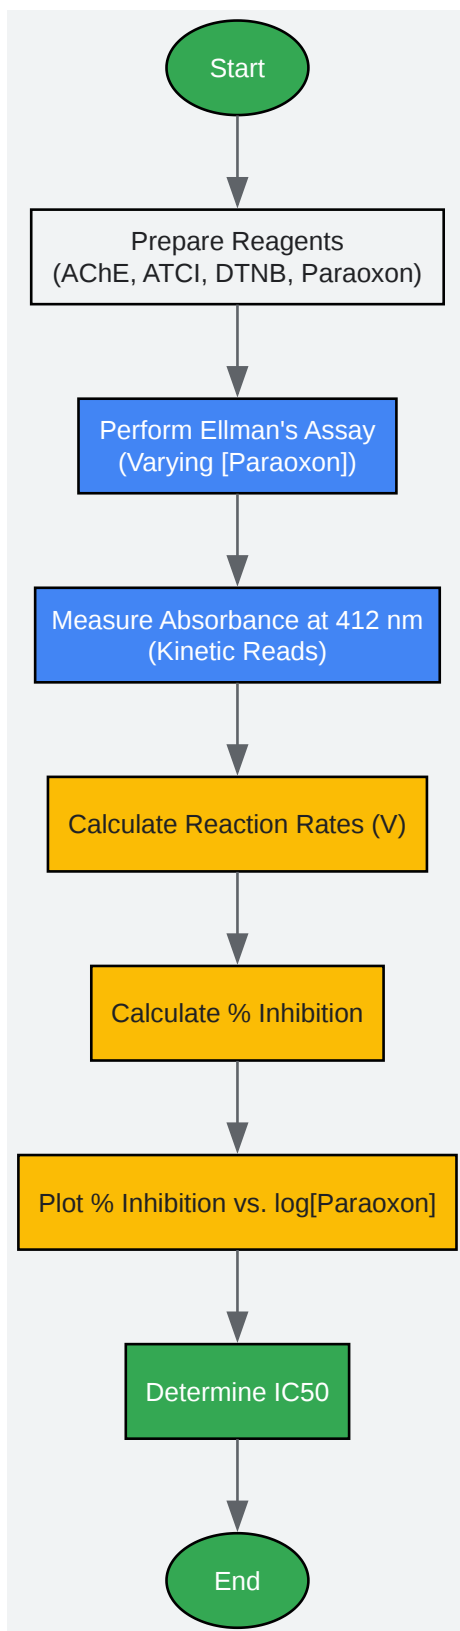 Start
Prepare Reagents
(AChE, ATCI, DTNB, Paraoxon)
Perform Ellman's Assay
(Varying [Paraoxon])
Measure Absorbance at 412 nm
(Kinetic Reads)
Calculate Reaction Rates (V)
Calculate % Inhibition
Plot % Inhibition vs. log[Paraoxon]
Determine IC50
End